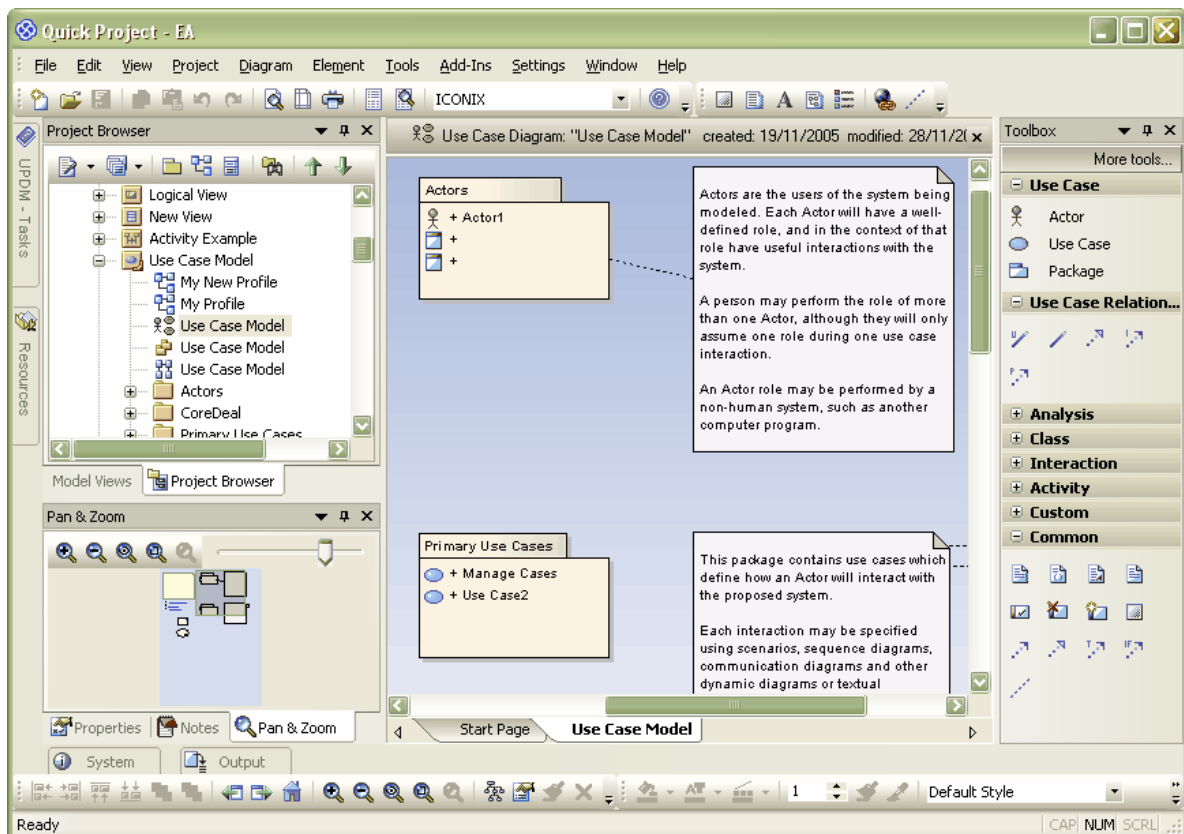 Quick Project - EA
File Edit View Project Diagram Element Tools Add-Ins Settings Window Help
ICONIX
UPDM - Tasks
Resources
Project Browser
Logical View
New View
Activity Example
Use Case Model
My New Profile
My Profile
Use Case Model
Use Case Model
Use Case Model
Actors
CoreDeal
Primary Use Cases
Model Views Project Browser
Pan & Zoom
Properties Notes Pan & Zoom
System Output
Use Case Diagram: "Use Case Model" created: 19/11/2005 modified: 28/11/2(
Actors
+ Actor1
+
+
Actors are the users of the system being
modeled. Each Actor will have a well-
defined role, and in the context of that
role have useful interactions with the
system.
A person may perform the role of more
than one Actor, although they will only
assume one role during one use case
interaction.
An Actor role may be performed by a
non-human system, such as another
computer program.
Primary Use Cases
+ Manage Cases
+ Use Case2
This package contains use cases which
define how an Actor will interact with
the proposed system.
Each interaction may be specified
using scenarios, sequence diagrams,
communication diagrams and other
dynamic diagrams or textual
Start Page Use Case Model
Toolbox
More tools...
Use Case
Actor
Use Case
Package
Use Case Relation...
Analysis
Class
Interaction
Activity
Custom
Common
1 Default Style
Ready CAP NUM SCRL